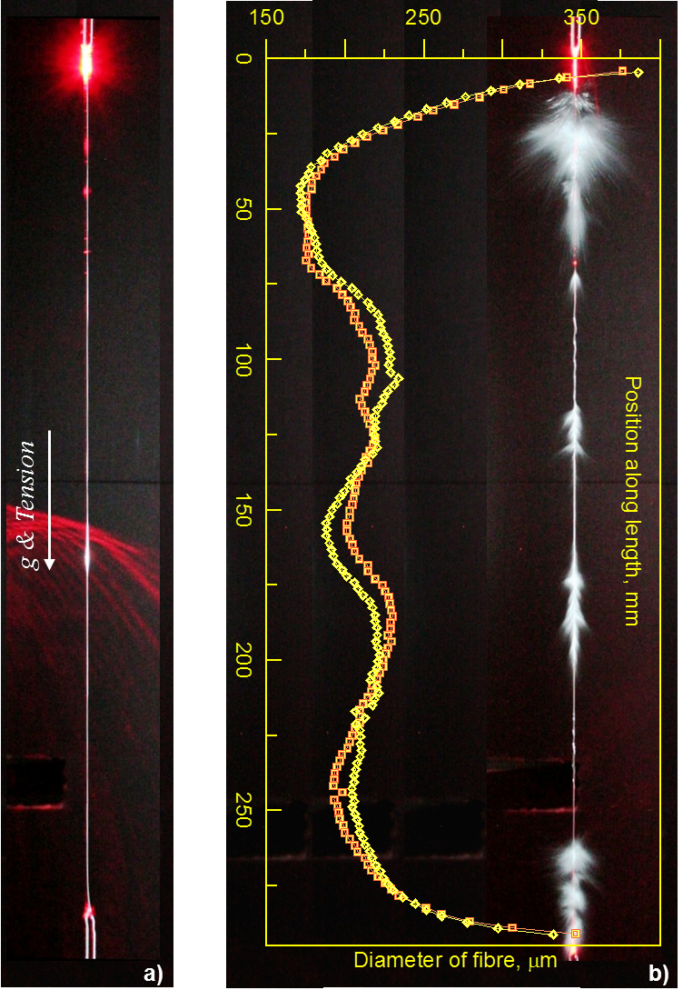 g & Tension
a)
150 250 350
0
50
100
150
200
250
Position along length, mm
Diameter of fibre, μm
b)